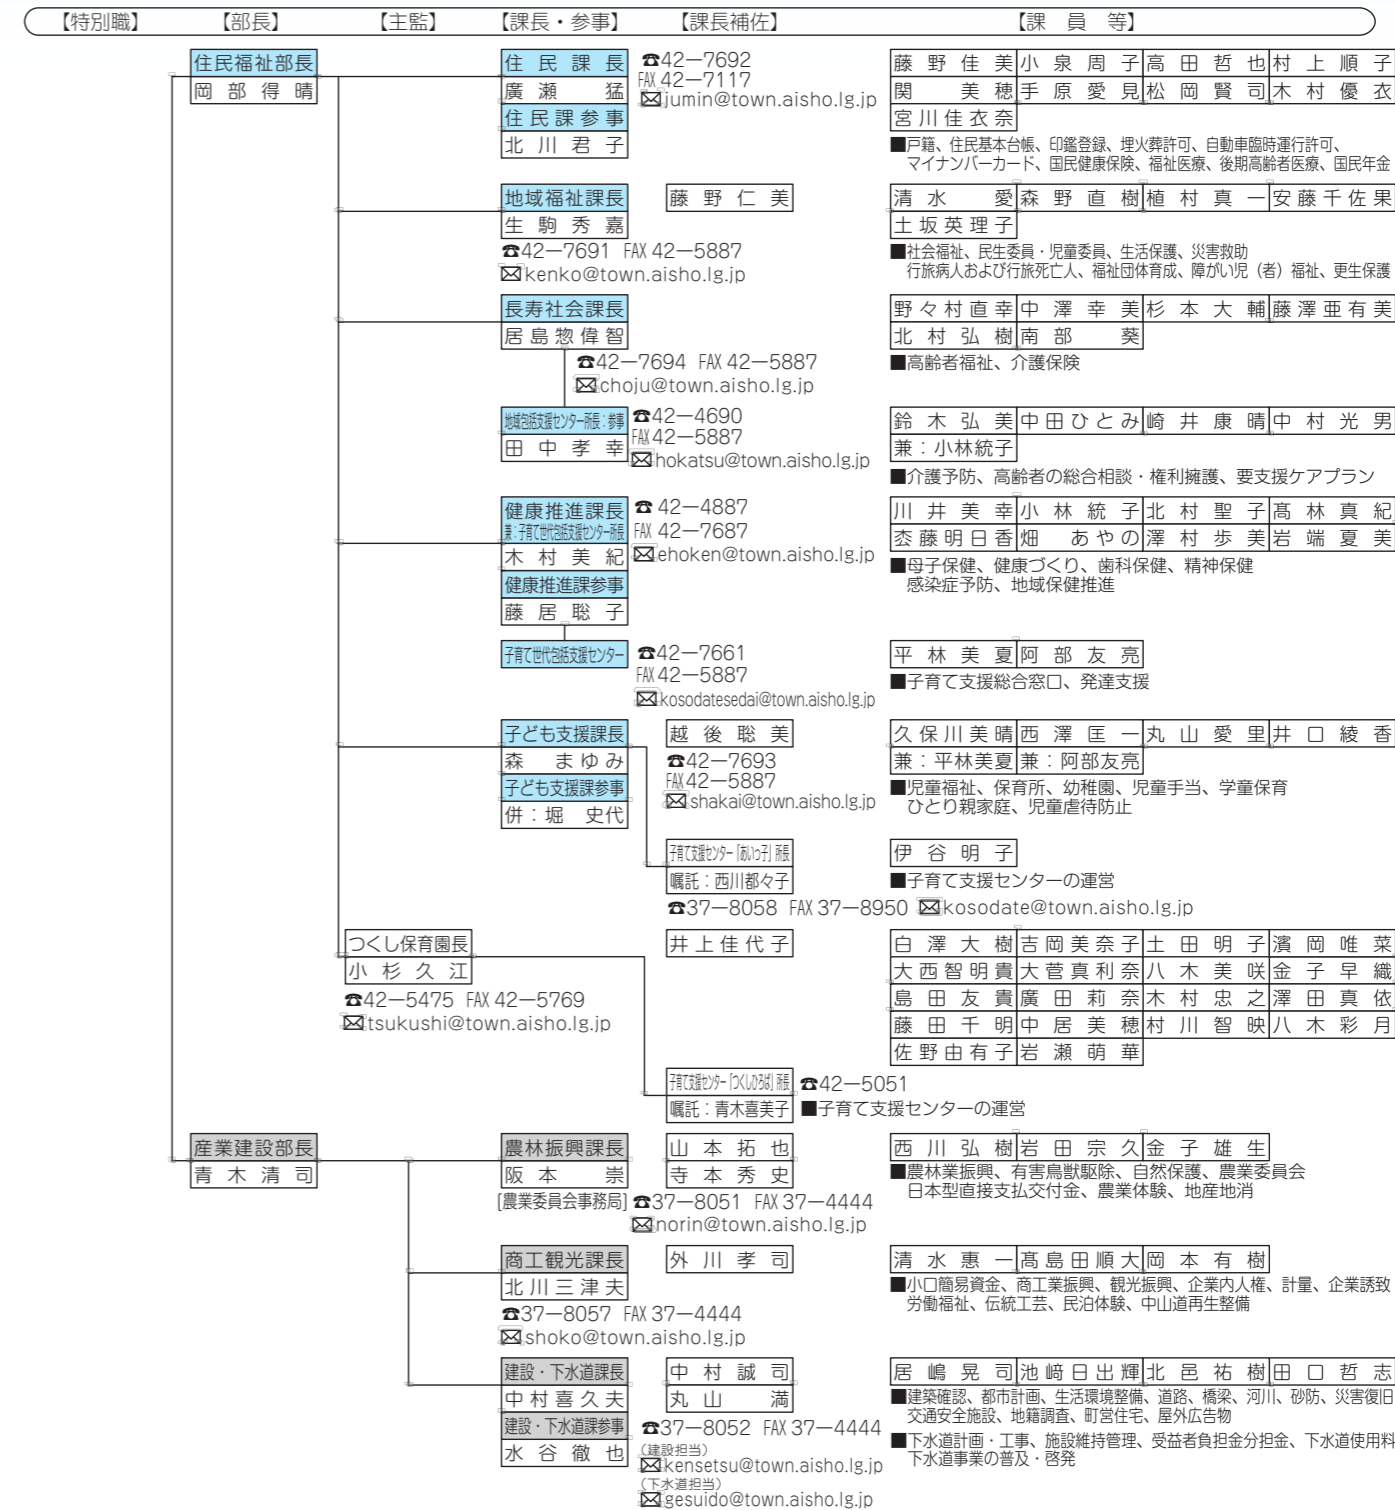 【特別職】 【部長】 【主監】 【課長・参事】 【課長補佐】 【課員等】
住民福祉部長
岡部得晴
住民課長
廣瀬 猛
住民課参事
北川君子
☎42―7692
FAX 42―7117
✉jumin@town.aisho.lg.jp
藤野佳美 小泉周子 高田哲也 村上順子
関 美穂 手原愛見 松岡賢司 木村優衣
宮川佳衣奈
■戸籍、住民基本台帳、印鑑登録、埋火葬許可、自動車臨時運行許可、
マイナンバーカード、国民健康保険、福祉医療、後期高齢者医療、国民年金
地域福祉課長
生駒秀嘉
藤野仁美
☎42―7691 FAX 42―5887
✉kenko@town.aisho.lg.jp
清水 愛 森野直樹 植村真一 安藤千佐果
土坂英理子
■社会福祉、民生委員・児童委員、生活保護、災害救助
行旅病人および行旅死亡人、福祉団体育成、障がい児（者）福祉、更生保護
長寿社会課長
居島惣偉智
☎42―7694 FAX 42―5887
✉choju@town.aisho.lg.jp
野々村直幸 中澤幸美 杉本大輔 藤澤亜有美
北村弘樹 南部 葵
■高齢者福祉、介護保険
地域包括支援センター所長：参事
田中孝幸
☎42―4690
FAX 42―5887
✉hokatsu@town.aisho.lg.jp
鈴木弘美 中田ひとみ 崎井康晴 中村光男
兼：小林統子
■介護予防、高齢者の総合相談・権利擁護、要支援ケアプラン
健康推進課長
兼：子育て世代包括支援センター所長
木村美紀
健康推進課参事
藤居聡子
☎ 42―4887
FAX 42―7687
✉ehoken@town.aisho.lg.jp
川井美幸 小林統子 北村聖子 髙林真紀
枩藤明日香 畑 あやの 澤村歩美 岩端夏美
■母子保健、健康づくり、歯科保健、精神保健
感染症予防、地域保健推進
子育て世代包括支援センター
☎42―7661
FAX 42―5887
✉kosodatesedai@town.aisho.lg.jp
平林美夏 阿部友亮
■子育て支援総合窓口、発達支援
子ども支援課長
森 まゆみ
子ども支援課参事
併：堀 史代
越後聡美
☎42―7693
FAX 42―5887
✉shakai@town.aisho.lg.jp
久保川美晴 西澤匡一 丸山愛里 井口綾香
兼：平林美夏 兼：阿部友亮
■児童福祉、保育所、幼稚園、児童手当、学童保育
ひとり親家庭、児童虐待防止
子育て支援センター「あいっ子」所長
嘱託：西川都々子
伊谷明子
■子育て支援センターの運営
☎37―8058 FAX 37―8950 ✉kosodate@town.aisho.lg.jp
つくし保育園長
小杉久江
☎42―5475 FAX 42―5769
✉tsukushi@town.aisho.lg.jp
井上佳代子
白澤大樹 吉岡美奈子 土田明子 濱岡唯菜
大西智明貴 大菅真利奈 八木美咲 金子早織
島田友貴 廣田莉奈 木村忠之 澤田真依
藤田千明 中居美穂 村川智映 八木彩月
佐野由有子 岩瀬萌華
子育て支援センター「つくしひろば」所長
嘱託：青木喜美子
☎42―5051
■子育て支援センターの運営
産業建設部長
青木清司
農林振興課長
阪本 崇
[農業委員会事務局]
山本拓也
寺本秀史
☎37―8051 FAX 37―4444
✉norin@town.aisho.lg.jp
西川弘樹 岩田宗久 金子雄生
■農林業振興、有害鳥獣駆除、自然保護、農業委員会
日本型直接支払交付金、農業体験、地産地消
商工観光課長
北川三津夫
外川孝司
☎37―8057 FAX 37―4444
✉shoko@town.aisho.lg.jp
清水惠一 髙島田順大 岡本有樹
■小口簡易資金、商工業振興、観光振興、企業内人権、計量、企業誘致
労働福祉、伝統工芸、民泊体験、中山道再生整備
建設・下水道課長
中村喜久夫
建設・下水道課参事
水谷徹也
中村誠司
丸山 満
☎37―8052 FAX 37―4444
（建設担当）
✉kensetsu@town.aisho.lg.jp
（下水道担当）
✉gesuido@town.aisho.lg.jp
居嶋晃司 池﨑日出輝 北邑祐樹 田口哲志
■建築確認、都市計画、生活環境整備、道路、橋梁、河川、砂防、災害復旧
交通安全施設、地籍調査、町営住宅、屋外広告物
■下水道計画・工事、施設維持管理、受益者負担金分担金、下水道使用料
下水道事業の普及・啓発